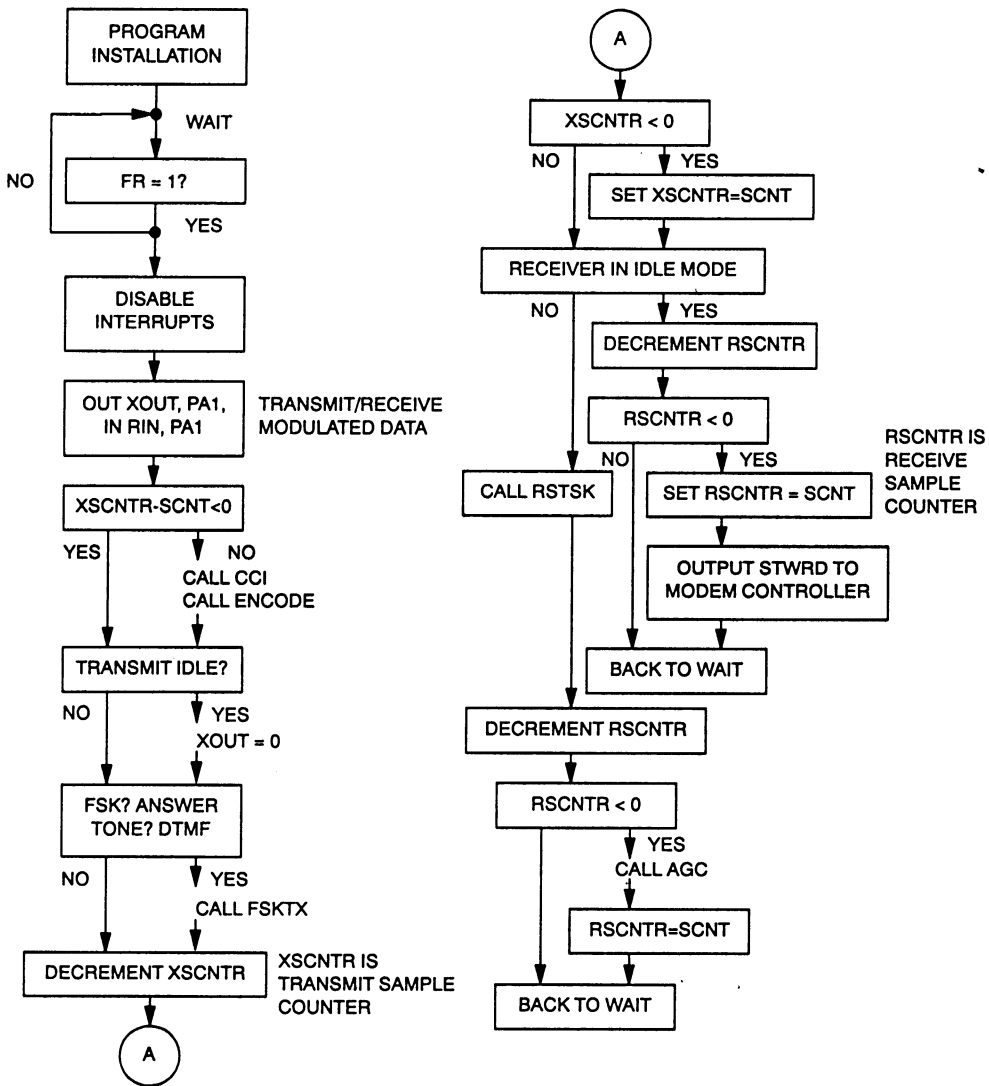 PROGRAM
INSTALLATION
WAIT
NO
FR = 1?
YES
DISABLE
INTERRUPTS
OUT XOUT, PA1,
IN RIN, PA1
TRANSMIT/RECEIVE
MODULATED DATA
XSCNTR-SCNT<0
YES
NO
CALL CCI
CALL ENCODE
TRANSMIT IDLE?
NO
YES
XOUT = 0
FSK? ANSWER
TONE? DTMF
NO
YES
CALL FSKTX
DECREMENT XSCNTR
XSCNTR IS
TRANSMIT SAMPLE
COUNTER
A
A
XSCNTR < 0
NO
YES
SET XSCNTR=SCNT
RECEIVER IN IDLE MODE
NO
YES
DECREMENT RSCNTR
RSCNTR < 0
NO
YES
RSCNTR IS
RECEIVE
SAMPLE
COUNTER
CALL RSTSK
SET RSCNTR = SCNT
OUTPUT STWRD TO
MODEM CONTROLLER
BACK TO WAIT
DECREMENT RSCNTR
RSCNTR < 0
YES
CALL AGC
RSCNTR=SCNT
BACK TO WAIT